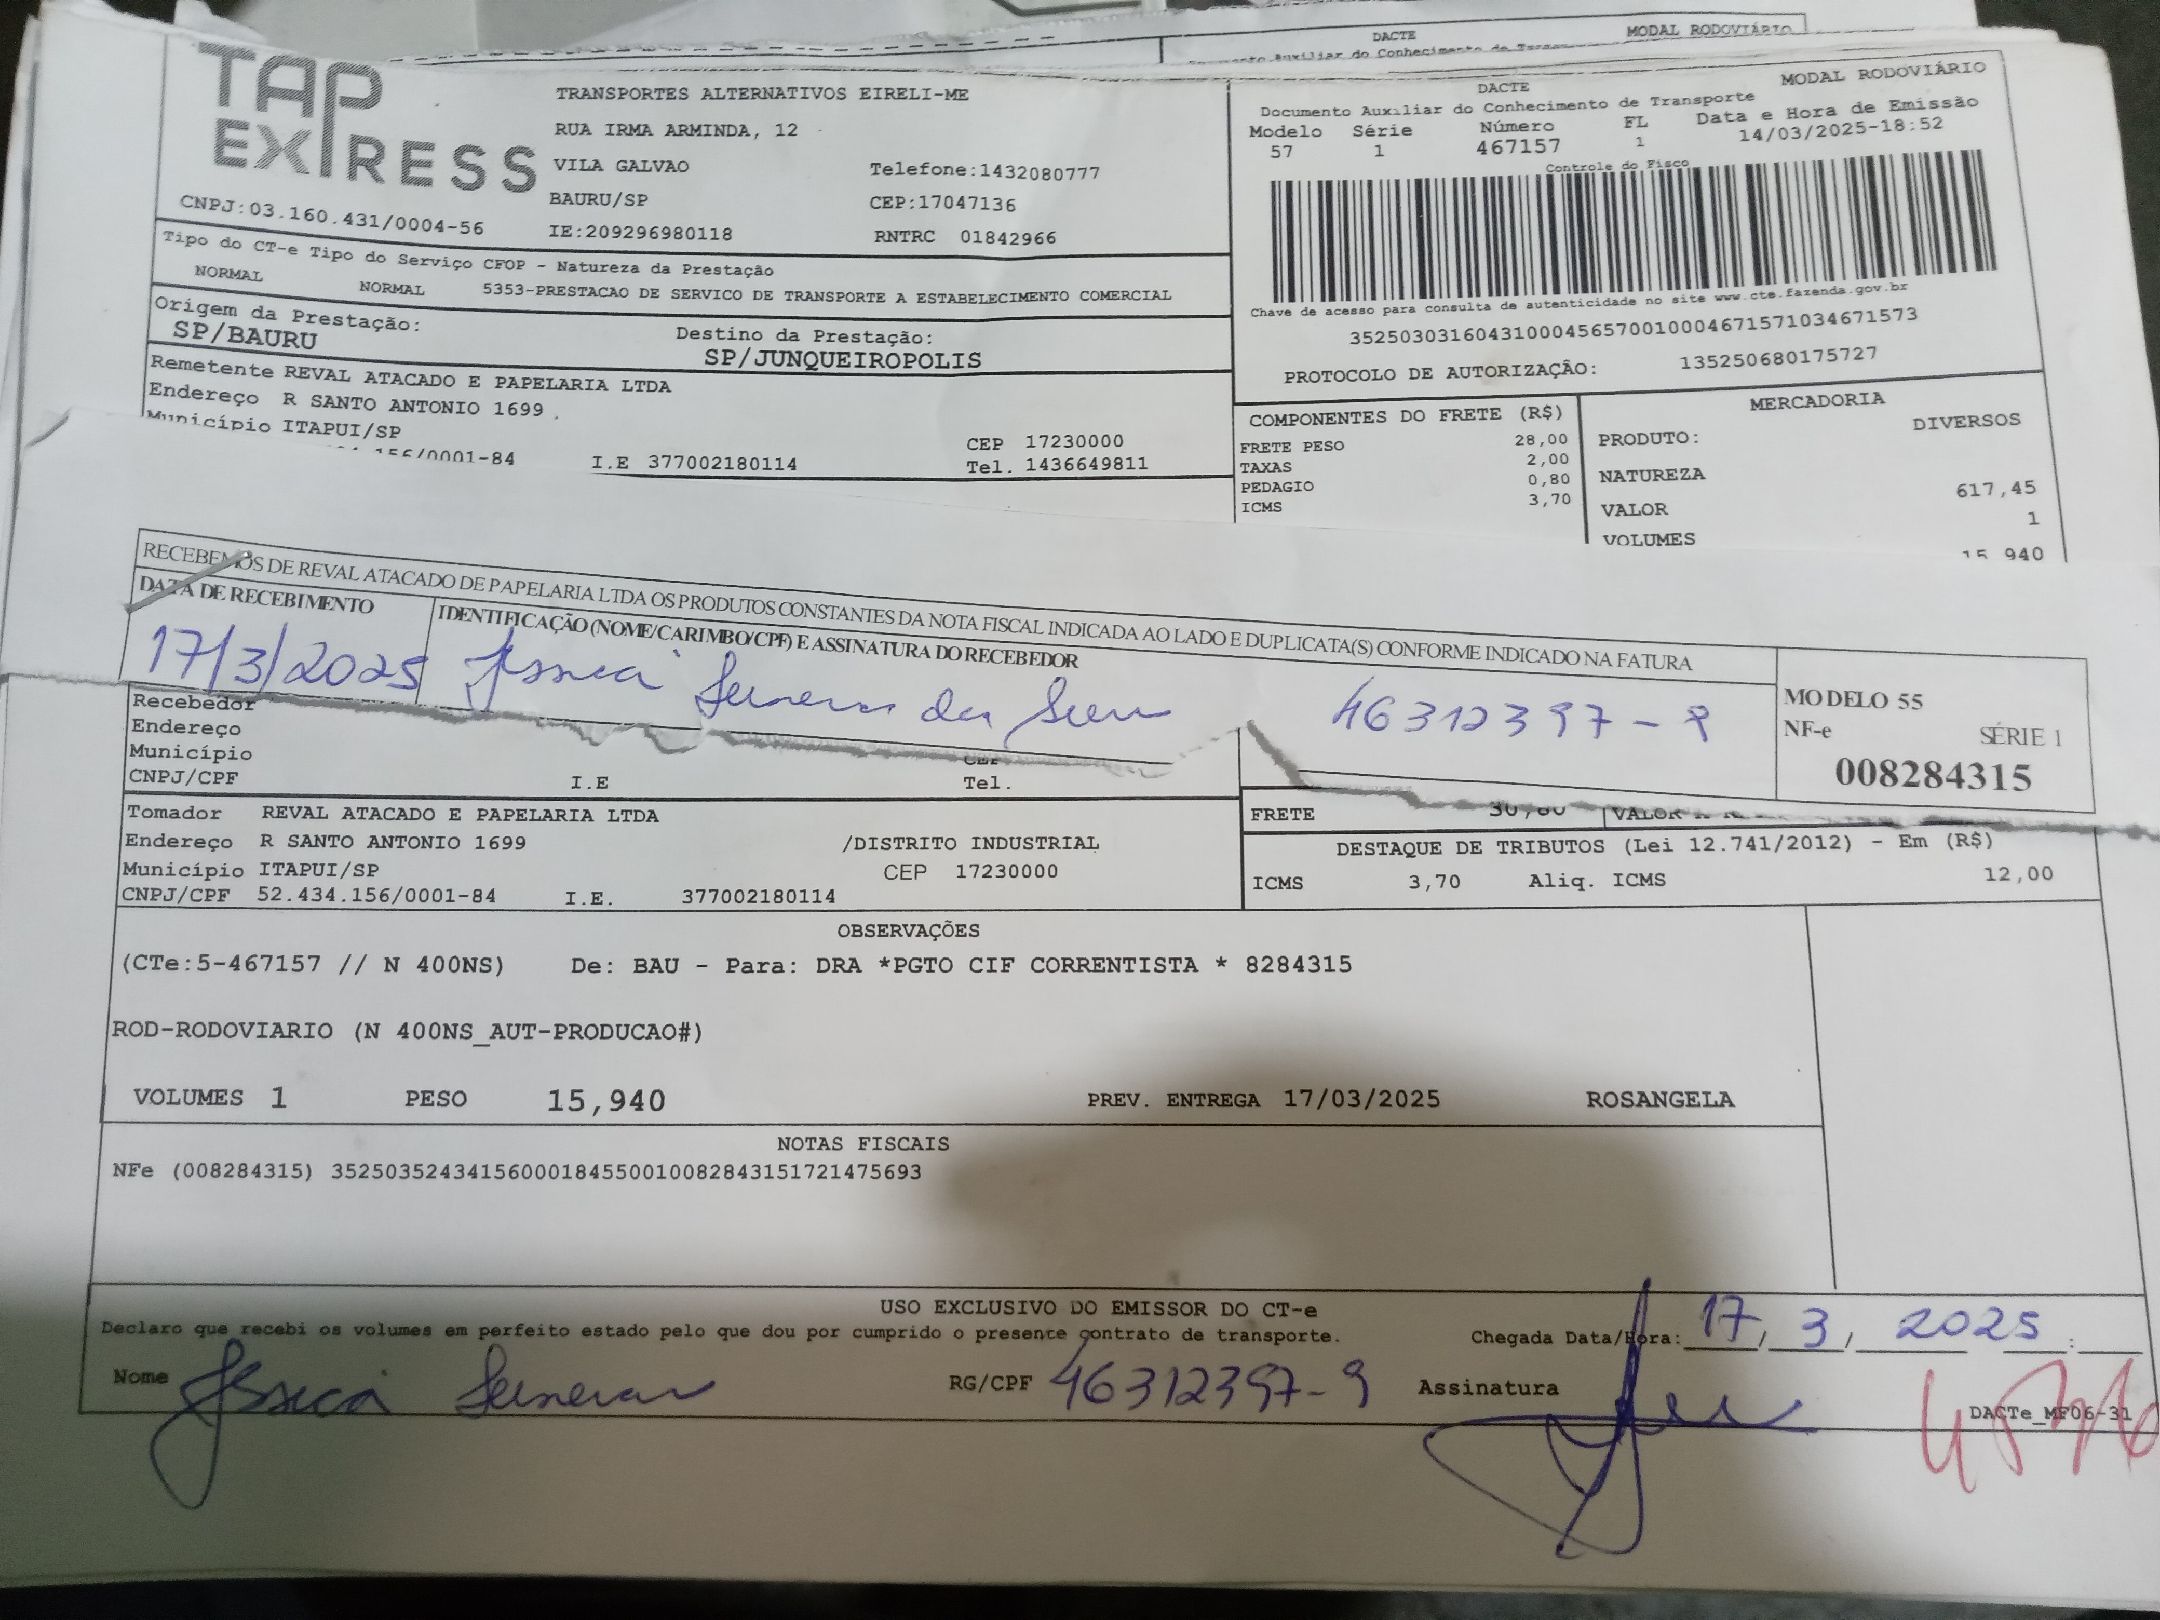 DACTE MODAL RODOVIÁRIO
Auxiliar do Conhecimento de
TAP EXPRESS
TRANSPORTES ALTERNATIVOS EIRELI-ME
RUA IRMA ARMINDA, 12
VILA GALVAO Telefone:1432080777
BAURU/SP CEP:17047136
CNPJ:03.160.431/0004-56 IE:209296980118 RNTRC 01842966
DACTE MODAL RODOVIÁRIO
Documento Auxiliar do Conhecimento de Transporte
Modelo Série Número FL Data e Hora de Emissão
57 1 467157 1 14/03/2025-18:52
Controle do Fisco
Chave de acesso para consulta de autenticidade no site www.cte.fazenda.gov.br
35250303160431000456570010004671571034671573
PROTOCOLO DE AUTORIZAÇÃO: 135250680175727
Tipo do CT-e Tipo do Serviço CFOP - Natureza da Prestação
NORMAL NORMAL 5353-PRESTACAO DE SERVICO DE TRANSPORTE A ESTABELECIMENTO COMERCIAL
Origem da Prestação: Destino da Prestação:
SP/BAURU SP/JUNQUEIROPOLIS
Remetente REVAL ATACADO E PAPELARIA LTDA
Endereço R SANTO ANTONIO 1699
Município ITAPUI/SP CEP 17230000
156/0001-84 I.E 377002180114 Tel. 1436649811
COMPONENTES DO FRETE (R$)
FRETE PESO 28,00
TAXAS 2,00
PEDAGIO 0,80
ICMS 3,70
MERCADORIA
PRODUTO: DIVERSOS
NATUREZA
VALOR 617,45
VOLUMES 1
15,940
RECEBEMOS DE REVAL ATACADO DE PAPELARIA LTDA OS PRODUTOS CONSTANTES DA NOTA FISCAL INDICADA AO LADO E DUPLICATA(S) CONFORME INDICADO NA FATURA
DATA DE RECEBIMENTO IDENTIFICAÇÃO (NOME/CARIMBO/CPF) E ASSINATURA DO RECEBEDOR
17/3/2025 46312397-9
MODELO 55
NF-e SÉRIE 1
008284315
Recebedor
Endereço
Município CEP
CNPJ/CPF I.E Tel.
Tomador REVAL ATACADO E PAPELARIA LTDA
Endereço R SANTO ANTONIO 1699 /DISTRITO INDUSTRIAL
Município ITAPUI/SP CEP 17230000
CNPJ/CPF 52.434.156/0001-84 I.E. 377002180114
FRETE 30,80 VALOR
DESTAQUE DE TRIBUTOS (Lei 12.741/2012) - Em (R$)
ICMS 3,70 Aliq. ICMS 12,00
OBSERVAÇÕES
(CTe:5-467157 // N 400NS) De: BAU - Para: DRA *PGTO CIF CORRENTISTA * 8284315
ROD-RODOVIARIO (N 400NS_AUT-PRODUCAO#)
VOLUMES 1 PESO 15,940 PREV. ENTREGA 17/03/2025 ROSANGELA
NOTAS FISCAIS
NFe (008284315) 35250352434156000184550010082843151721475693
USO EXCLUSIVO DO EMISSOR DO CT-e
Declaro que recebi os volumes em perfeito estado pelo que dou por cumprido o presente contrato de transporte. Chegada Data/Hora: 17/3/2025 :
Nome Jéssica RG/CPF 46312397-9 Assinatura
DACTe_MF06-31